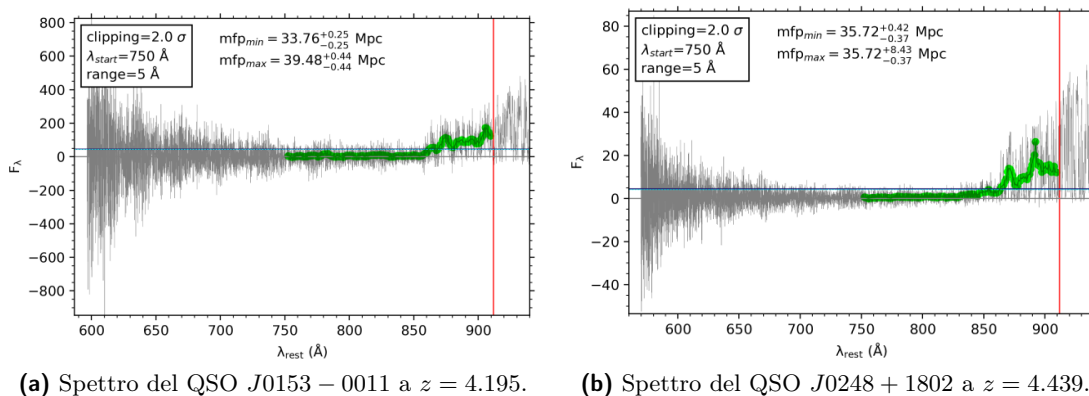 clipping=2.0 σ
λstart=750 Å
range=5 Å
mfpmin = 33.76+0.25−0.25 Mpc
mfpmax = 39.48+0.44−0.44 Mpc
Fλ
800
600
400
200
0
−200
−400
−600
−800
600 650 700 750 800 850 900
λrest (Å)
(a) Spettro del QSO J0153 − 0011 a z = 4.195.
clipping=2.0 σ
λstart=750 Å
range=5 Å
mfpmin = 35.72+0.42−0.37 Mpc
mfpmax = 35.72+8.43−0.37 Mpc
Fλ
80
60
40
20
0
−20
−40
600 650 700 750 800 850 900
λrest (Å)
(b) Spettro del QSO J0248 + 1802 a z = 4.439.